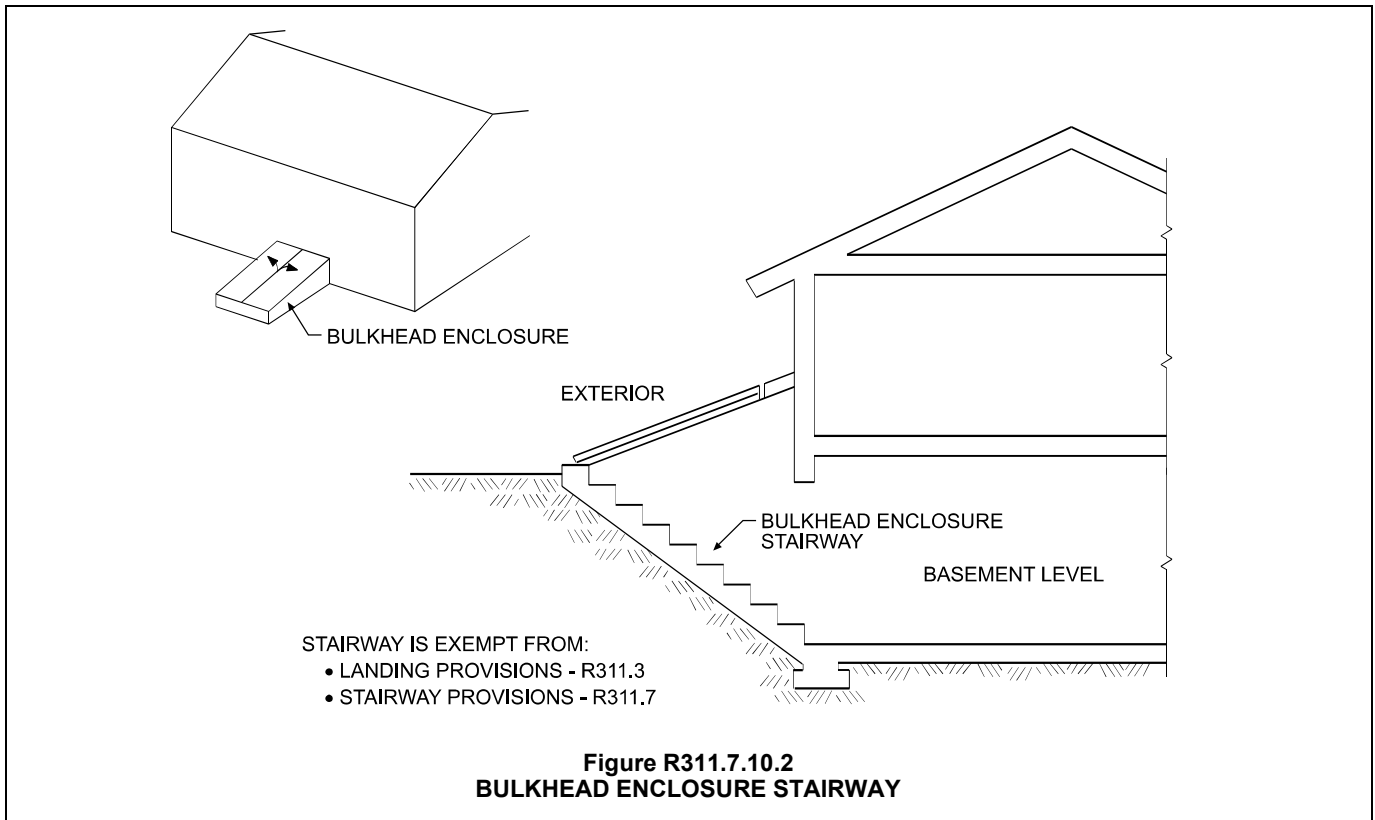 BULKHEAD ENCLOSURE
EXTERIOR
BULKHEAD ENCLOSURE
STAIRWAY
BASEMENT LEVEL
STAIRWAY IS EXEMPT FROM:
• LANDING PROVISIONS - R311.3
• STAIRWAY PROVISIONS - R311.7
Figure R311.7.10.2
BULKHEAD ENCLOSURE STAIRWAY